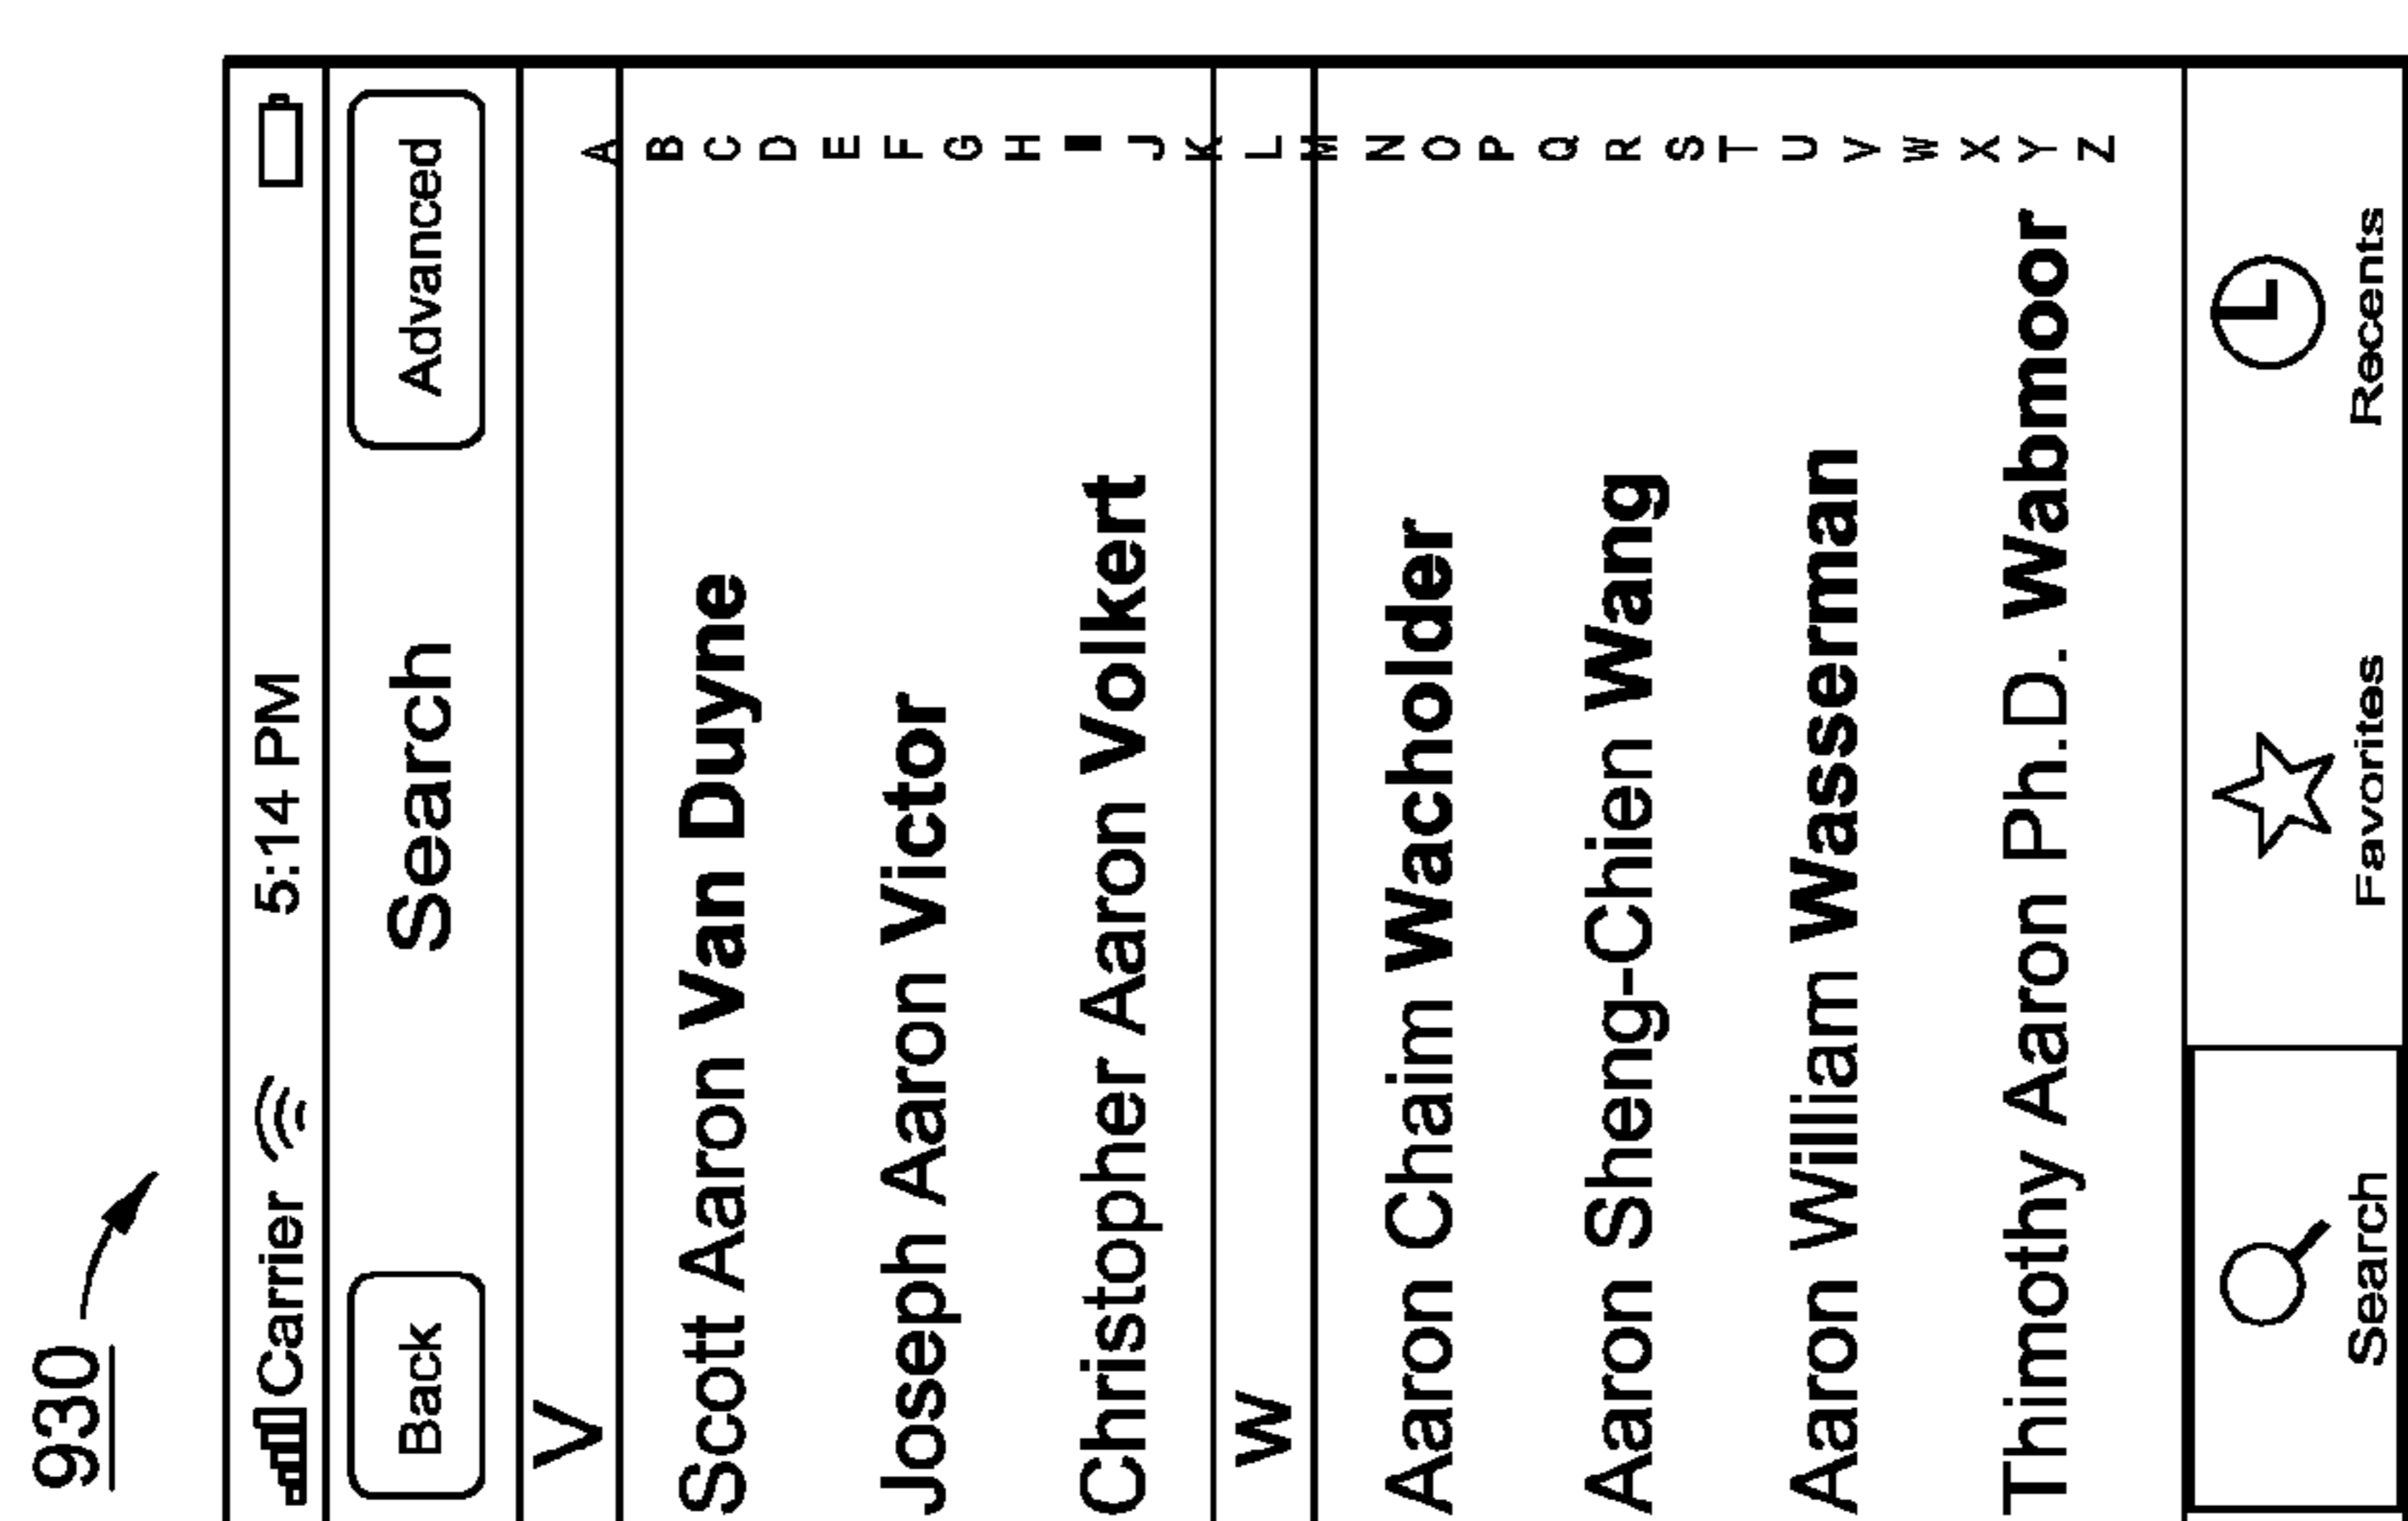 930
Carrier 5:14 PM
Back Search Advanced
V
A
B
C
D
E
F
G
H
I
J
K
L
M
N
O
P
Q
R
S
T
U
V
W
X
Y
Z
Scott Aaron Van Duyne
Joseph Aaron Victor
Christopher Aaron Volkert
W
Aaron Chaim Wacholder
Aaron Sheng-Chien Wang
Aaron William Wasserman
Thimothy Aaron Ph.D. Wabmoor
Search Favorites Recents